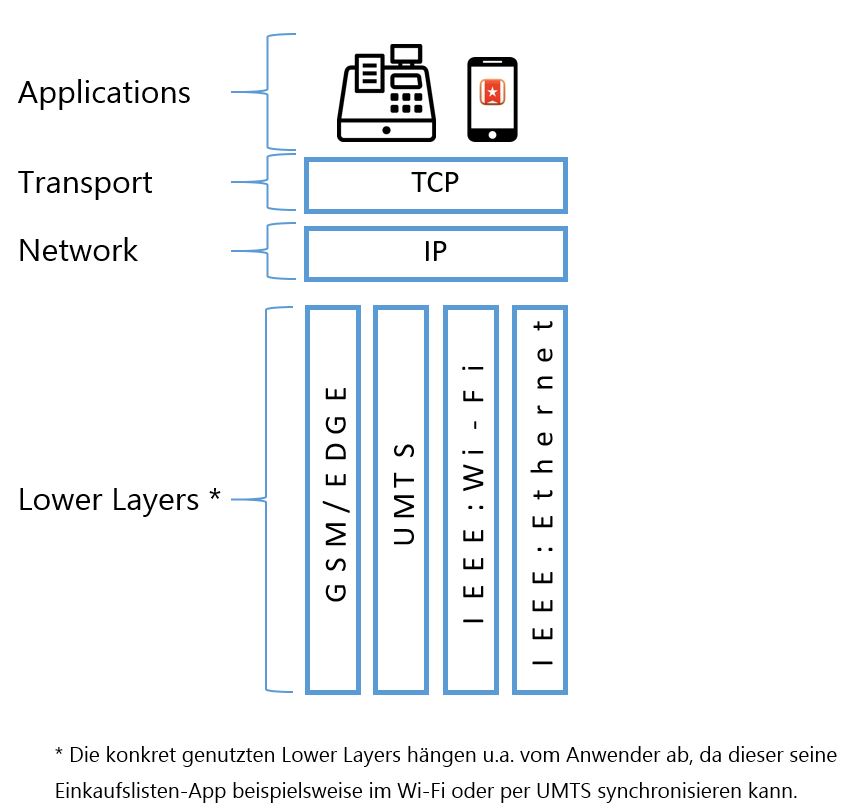 Applications
Transport
TCP
Network
IP
Lower Layers *
GSM/EDGE
UMTS
IEEE:Wi-Fi
IEEE:Ethernet
* Die konkret genutzten Lower Layers hängen u.a. vom Anwender ab, da dieser seine
Einkaufslisten-App beispielsweise im Wi-Fi oder per UMTS synchronisieren kann.